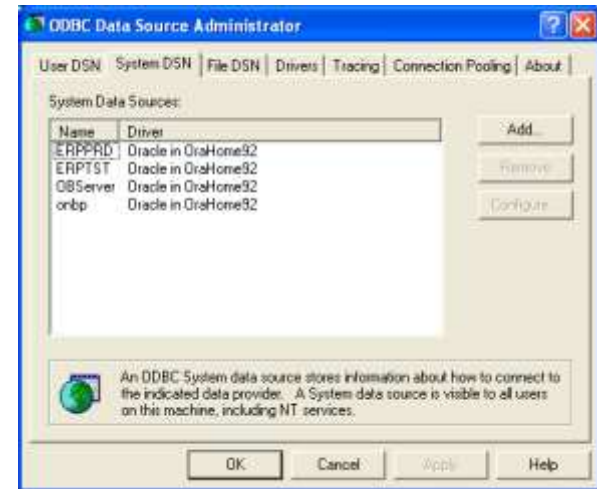 ODBC Data Source Administrator
User DSN System DSN File DSN Drivers Tracing Connection Pooling About
System Data Sources:
Name Driver
ERPPRD Oracle in OraHome92
ERPTST Oracle in OraHome92
OBServer Oracle in OraHome92
onbp Oracle in OraHome92
Add...
Remove
Configure...
An ODBC System data source stores information about how to connect to
the indicated data provider. A System data source is visible to all users
on this machine, including NT services.
OK Cancel Apply Help